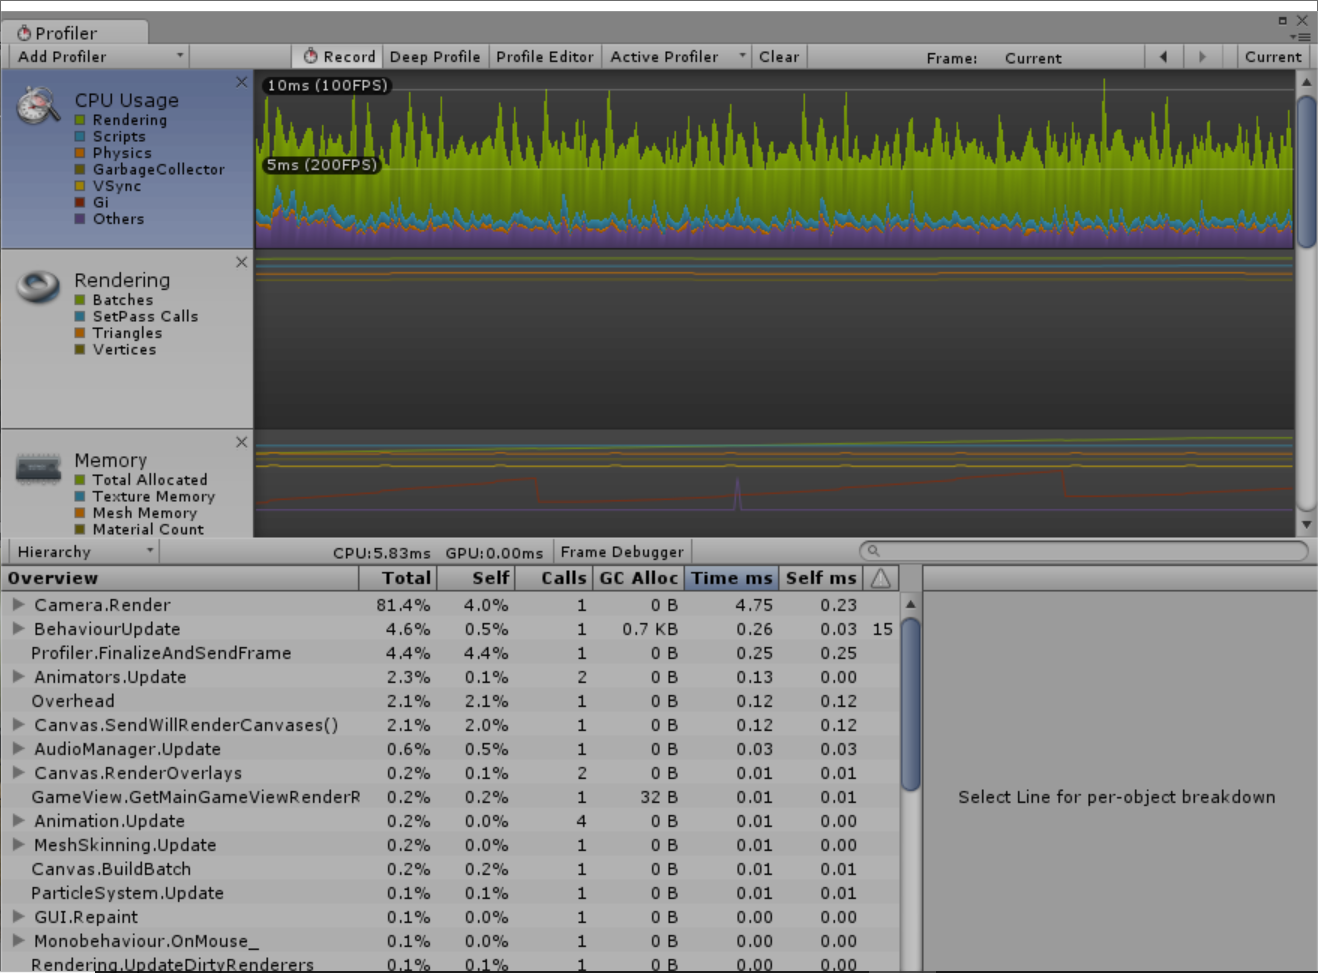 Profiler
Add Profiler Record Deep Profile Profile Editor Active Profiler Clear Frame: Current Current
CPU Usage
Rendering
Scripts
Physics
GarbageCollector
VSync
Gi
Others
10ms (100FPS)
5ms (200FPS)
Rendering
Batches
SetPass Calls
Triangles
Vertices
Memory
Total Allocated
Texture Memory
Mesh Memory
Material Count
Hierarchy CPU:5.83ms GPU:0.00ms Frame Debugger
Overview Total Self Calls GC Alloc Time ms Self ms
Camera.Render 81.4% 4.0% 1 0 B 4.75 0.23
BehaviourUpdate 4.6% 0.5% 1 0.7 KB 0.26 0.03 15
Profiler.FinalizeAndSendFrame 4.4% 4.4% 1 0 B 0.25 0.25
Animators.Update 2.3% 0.1% 2 0 B 0.13 0.00
Overhead 2.1% 2.1% 1 0 B 0.12 0.12
Canvas.SendWillRenderCanvases() 2.1% 2.0% 1 0 B 0.12 0.12
AudioManager.Update 0.6% 0.5% 1 0 B 0.03 0.03
Canvas.RenderOverlays 0.2% 0.1% 2 0 B 0.01 0.01
GameView.GetMainGameViewRenderR 0.2% 0.2% 1 32 B 0.01 0.01
Animation.Update 0.2% 0.0% 4 0 B 0.01 0.00
MeshSkinning.Update 0.2% 0.0% 1 0 B 0.01 0.00
Canvas.BuildBatch 0.2% 0.2% 1 0 B 0.01 0.01
ParticleSystem.Update 0.1% 0.1% 1 0 B 0.01 0.01
GUI.Repaint 0.1% 0.0% 1 0 B 0.00 0.00
Monobehaviour.OnMouse_ 0.1% 0.0% 1 0 B 0.00 0.00
Rendering.UpdateDirtyRenderers 0.1% 0.1% 1 0 B 0.00 0.00
Select Line for per-object breakdown